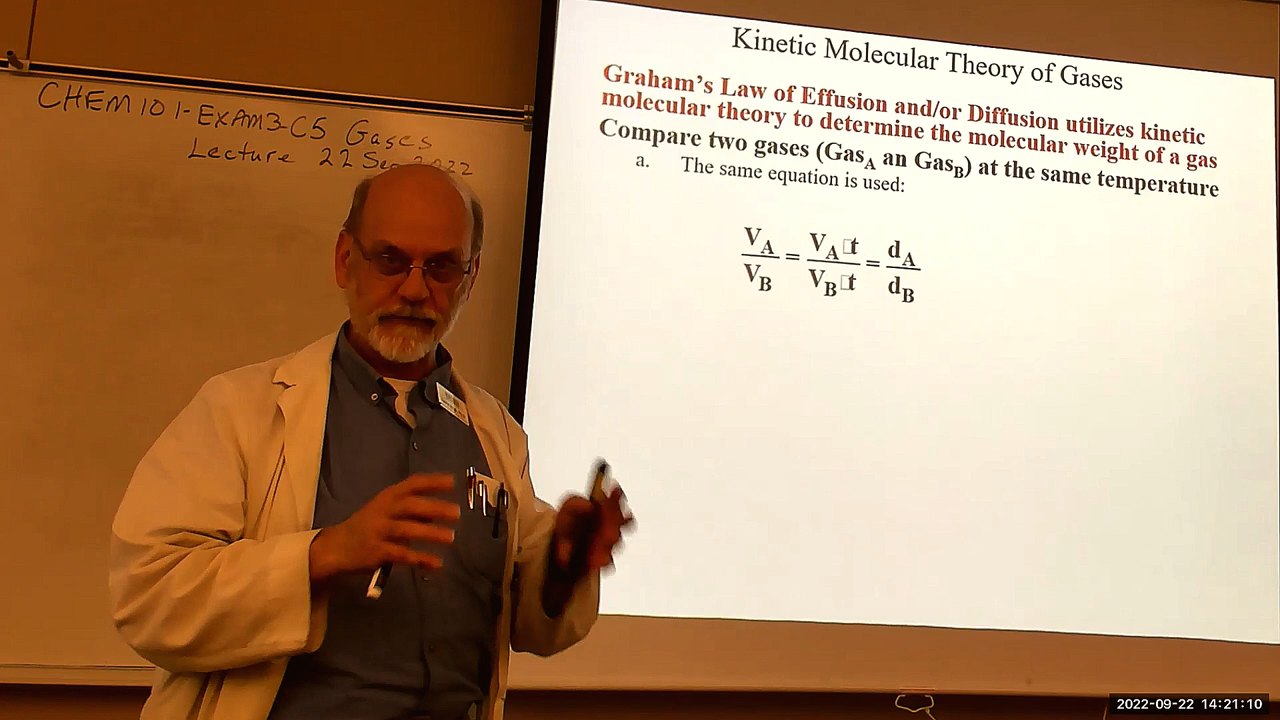 CHEM 101-EXAM3-C5 Gases
Lecture 22 Sep 2022
Kinetic Molecular Theory of Gases
Graham's Law of Effusion and/or Diffusion utilizes kinetic
molecular theory to determine the molecular weight of a gas
Compare two gases (GasA an GasB) at the same temperature
a. The same equation is used:
VA/VB = VA□t/VB□t = dA/dB
2022-09-22 14:21:10